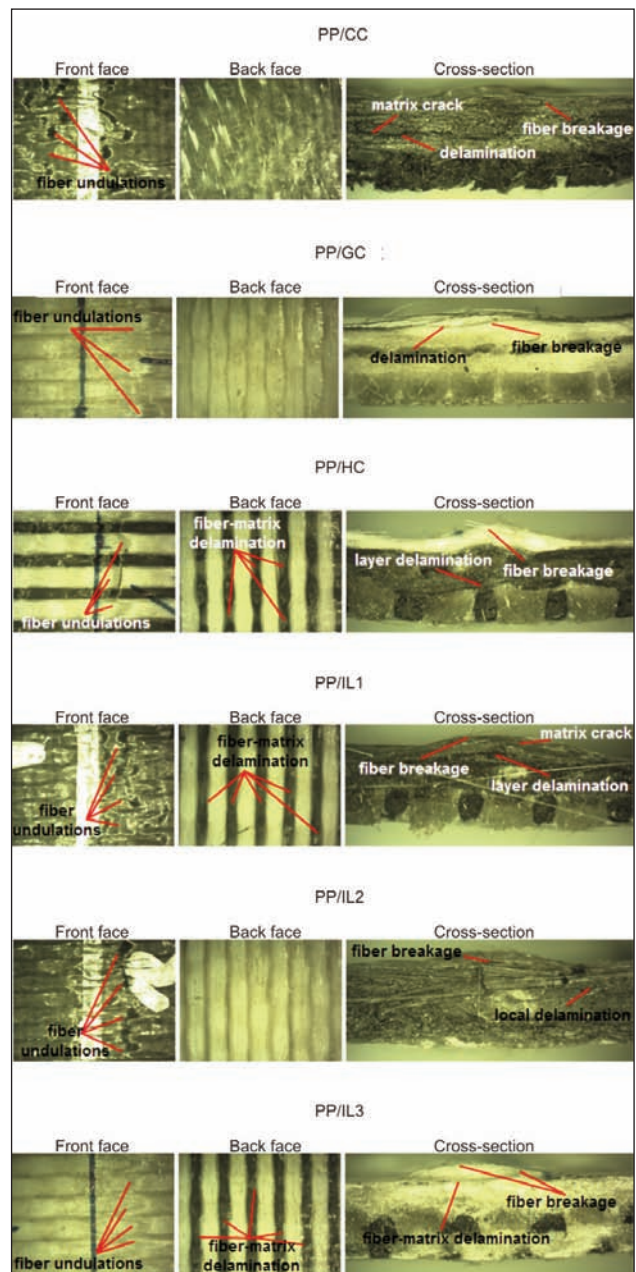 PP/CC
Front face Back face Cross-section
matrix crack
fiber breakage
delamination
fiber undulations
PP/GC :
Front face Back face Cross-section
fiber undulations
delamination
fiber breakage
PP/HC
Front face Back face Cross-section
fiber-matrix
delamination
layer delamination
fiber breakage
fiber undulations
PP/IL1
Front face Back face Cross-section
fiber-matrix
delamination
matrix crack
fiber breakage
layer delamination
fiber
undulations
PP/IL2
Front face Back face Cross-section
fiber breakage
local delamination
fiber
undulations
PP/IL3
Front face Back face Cross-section
fiber breakage
fiber-matrix delamination
fiber-matrix
delamination
fiber undulations